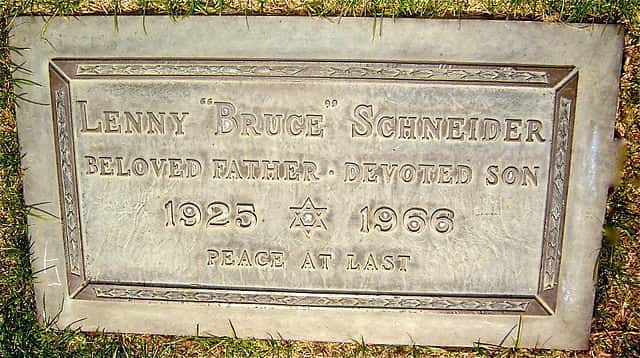 Lenny "Bruce" Schneider
BELOVED FATHER · DEVOTED SON
1925 ✡ 1966
PEACE AT LAST